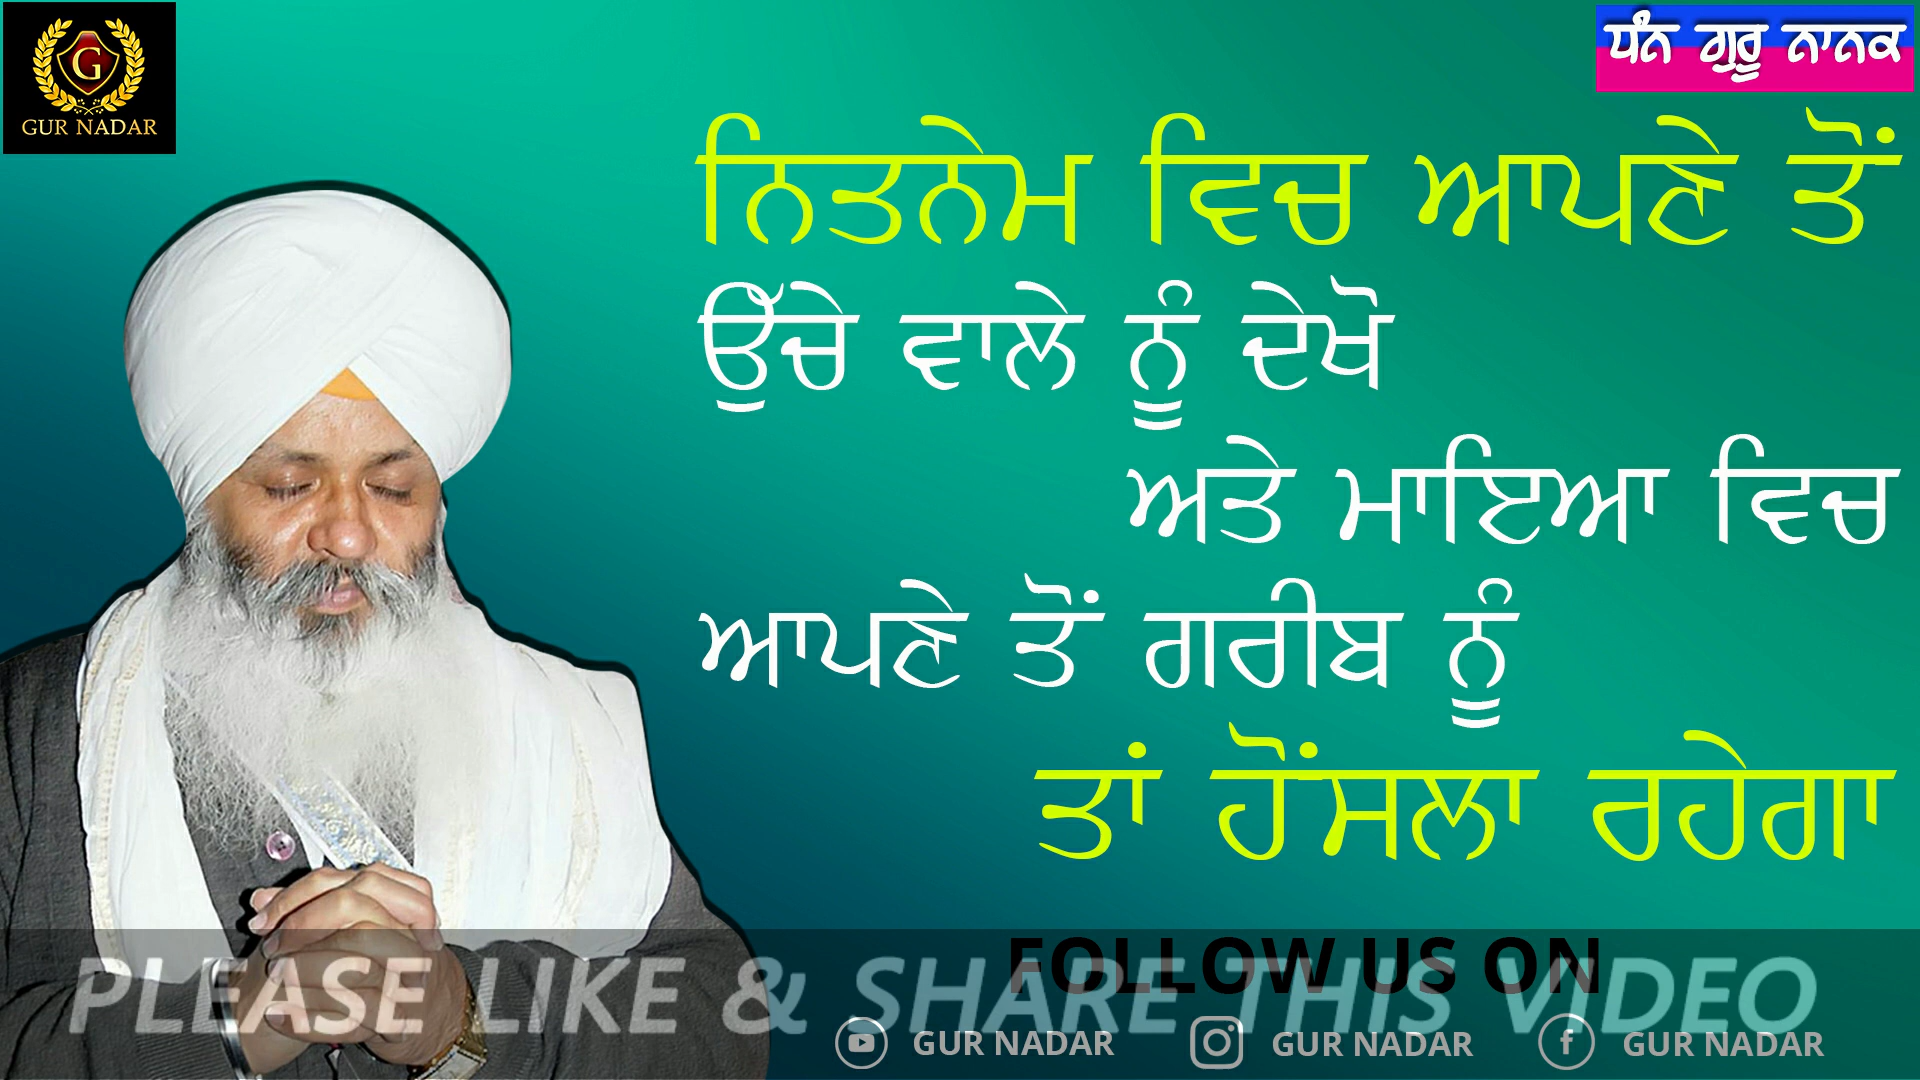 G
GUR NADAR
ਧੰਨ ਗੁਰੂ ਨਾਨਕ
ਨਿਤਨੇਮ ਵਿਚ ਆਪਣੇ ਤੋਂ
ਉੱਚੇ ਵਾਲੇ ਨੂੰ ਦੇਖੋ
ਅਤੇ ਮਾਇਆ ਵਿਚ
ਆਪਣੇ ਤੋਂ ਗਰੀਬ ਨੂੰ
ਤਾਂ ਹੋਂਸਲਾ ਰਹੇਗਾ
FOLLOW US ON
PLEASE LIKE & SHARE THIS VIDEO
GUR NADAR GUR NADAR GUR NADAR